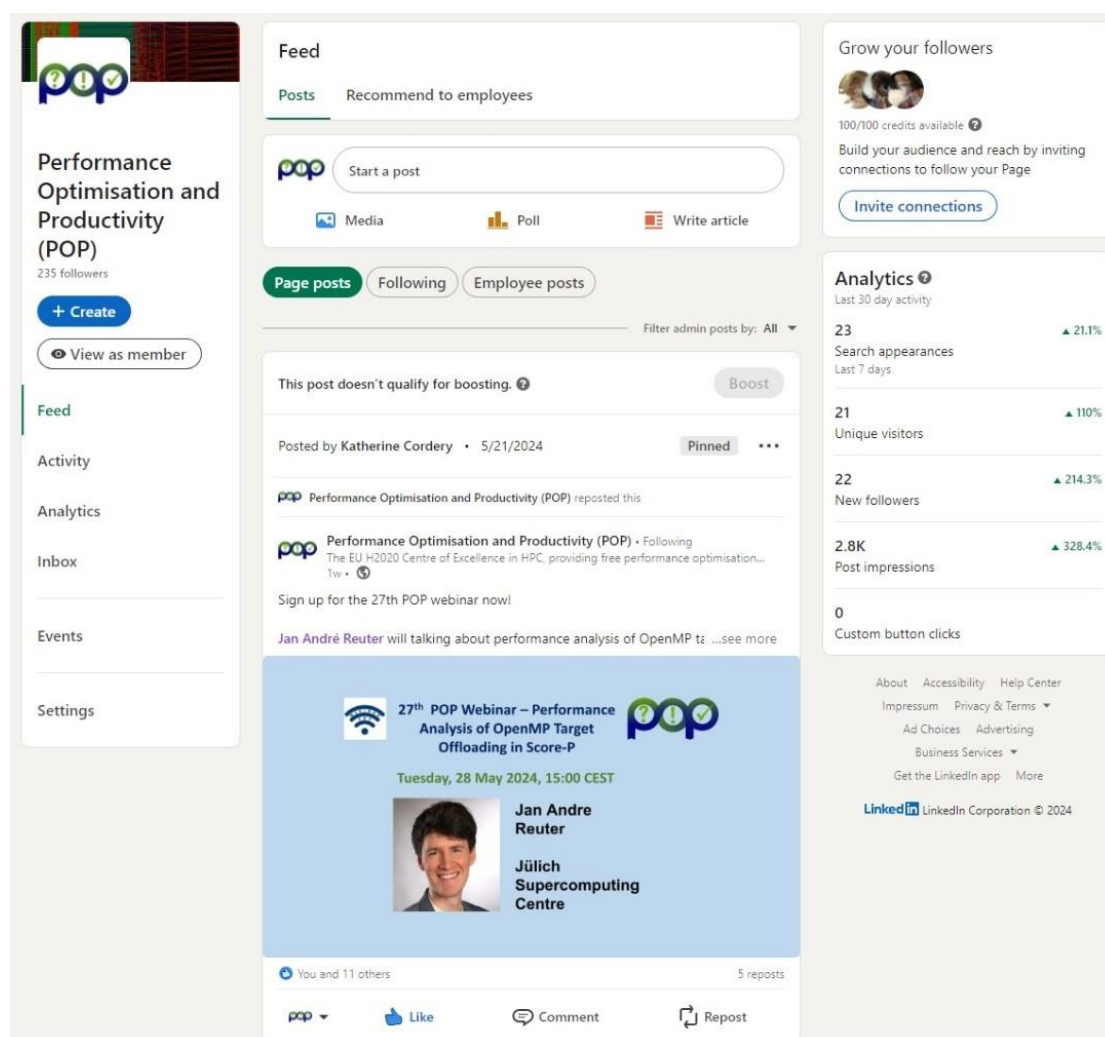 pop
Performance
Optimisation and
Productivity
(POP)
235 followers
+ Create
View as member
Feed
Activity
Analytics
Inbox
Events
Settings
Feed
Posts Recommend to employees
pop Start a post
Media Poll Write article
Page posts Following Employee posts
Filter admin posts by: All
This post doesn't qualify for boosting. Boost
Posted by Katherine Cordery • 5/21/2024 Pinned
pop Performance Optimisation and Productivity (POP) reposted this
pop Performance Optimisation and Productivity (POP) • Following
The EU H2020 Centre of Excellence in HPC, providing free performance optimisation...
1w •
Sign up for the 27th POP webinar now!
Jan André Reuter will talking about performance analysis of OpenMP ta ...see more
27th POP Webinar – Performance
Analysis of OpenMP Target
Offloading in Score-P
pop
Tuesday, 28 May 2024, 15:00 CEST
Jan Andre
Reuter
Jülich
Supercomputing
Centre
You and 11 others 5 reposts
pop Like Comment Repost
Grow your followers
100/100 credits available
Build your audience and reach by inviting
connections to follow your Page
Invite connections
Analytics
Last 30 day activity
23 ▲ 21.1%
Search appearances
Last 7 days
21 ▲ 110%
Unique visitors
22 ▲ 214.3%
New followers
2.8K ▲ 328.4%
Post impressions
0
Custom button clicks
About Accessibility Help Center
Impressum Privacy & Terms
Ad Choices Advertising
Business Services
Get the LinkedIn app More
LinkedIn LinkedIn Corporation © 2024